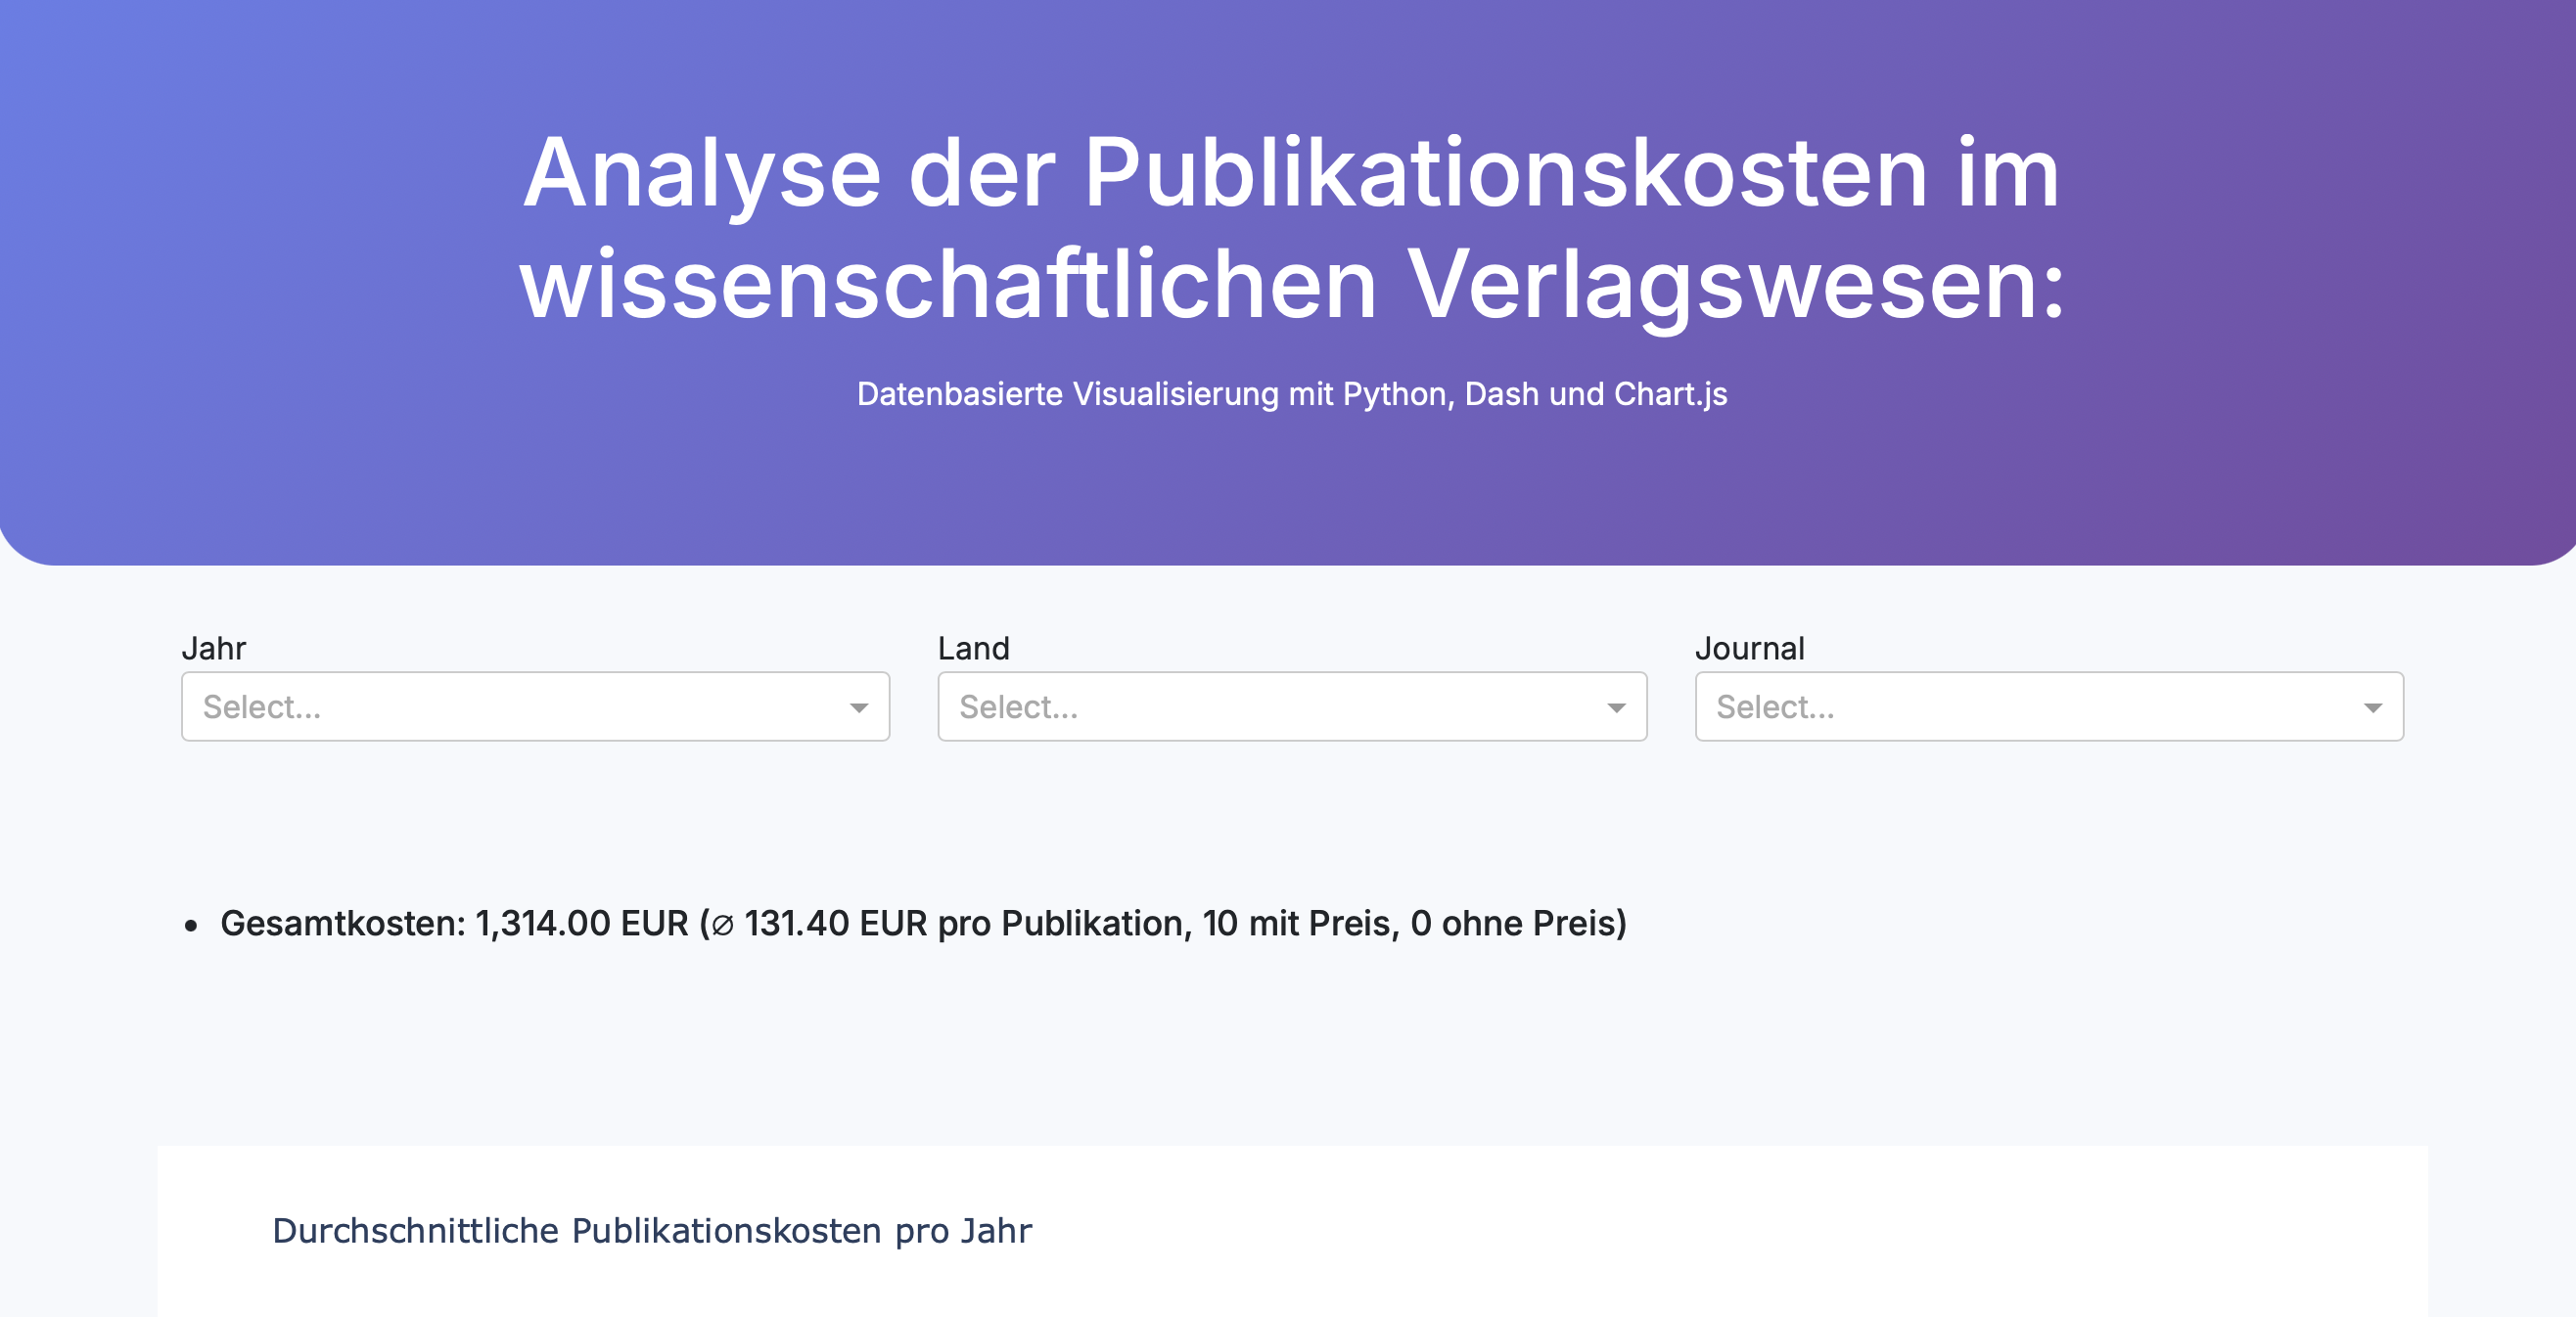 Analyse der Publikationskosten im
wissenschaftlichen Verlagswesen:
Datenbasierte Visualisierung mit Python, Dash und Chart.js
Jahr Land Journal
Select... Select... Select...
• Gesamtkosten: 1,314.00 EUR (⌀ 131.40 EUR pro Publikation, 10 mit Preis, 0 ohne Preis)
Durchschnittliche Publikationskosten pro Jahr